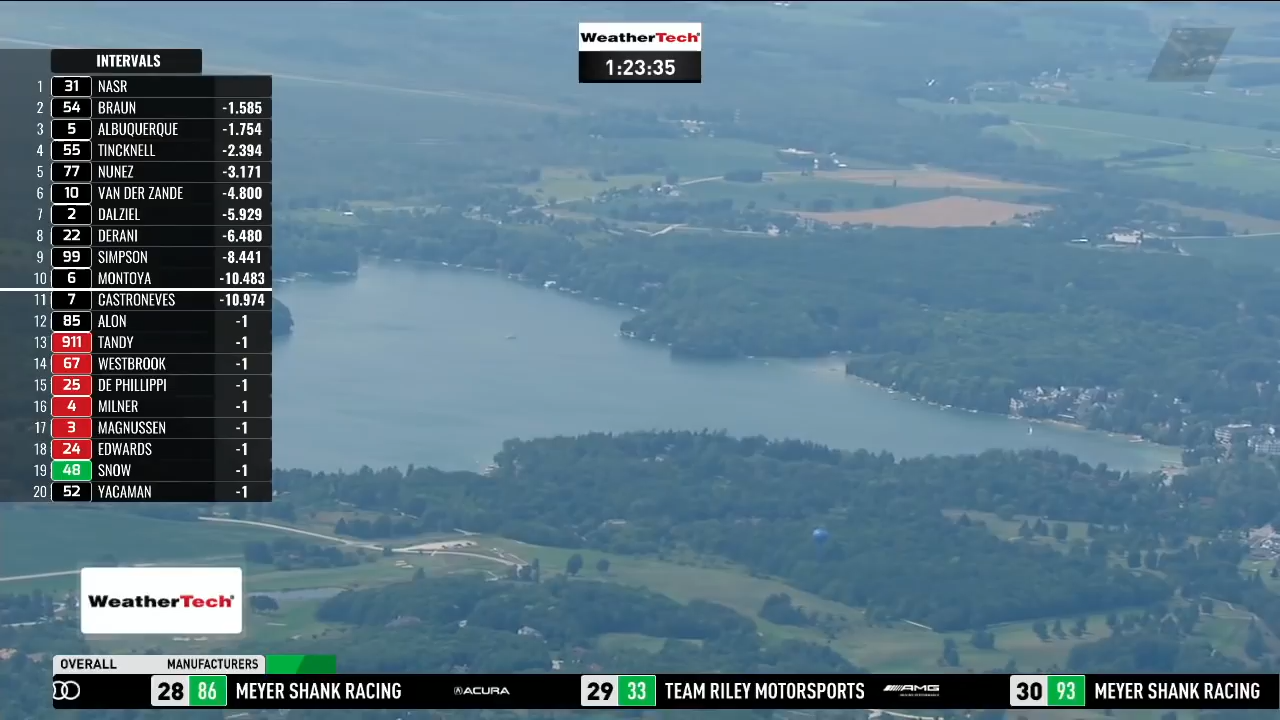 WeatherTech
1:23:35
INTERVALS
1 31 NASR
2 54 BRAUN -1.585
3 5 ALBUQUERQUE -1.754
4 55 TINCKNELL -2.394
5 77 NUNEZ -3.171
6 10 VAN DER ZANDE -4.800
7 2 DALZIEL -5.929
8 22 DERANI -6.480
9 99 SIMPSON -8.441
10 6 MONTOYA -10.483
11 7 CASTRONEVES -10.974
12 85 ALON -1
13 911 TANDY -1
14 67 WESTBROOK -1
15 25 DE PHILLIPPI -1
16 4 MILNER -1
17 3 MAGNUSSEN -1
18 24 EDWARDS -1
19 48 SNOW -1
20 52 YACAMAN -1
WeatherTech
OVERALL MANUFACTURERS
28 86 MEYER SHANK RACING ACURA 29 33 TEAM RILEY MOTORSPORTS AMG 30 93 MEYER SHANK RACING